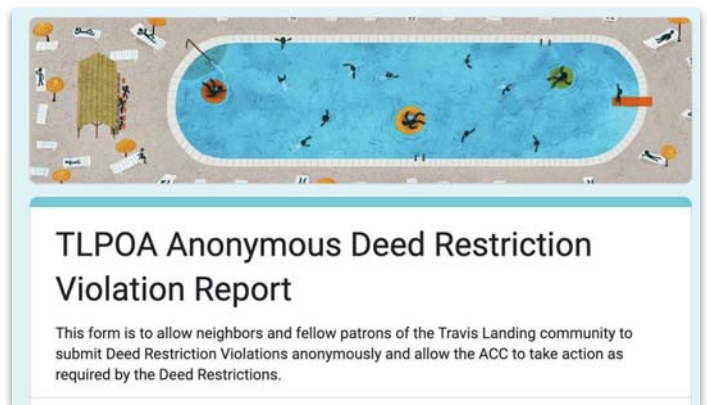 TLPOA Anonymous Deed Restriction
Violation Report
This form is to allow neighbors and fellow patrons of the Travis Landing community to
submit Deed Restriction Violations anonymously and allow the ACC to take action as
required by the Deed Restrictions.